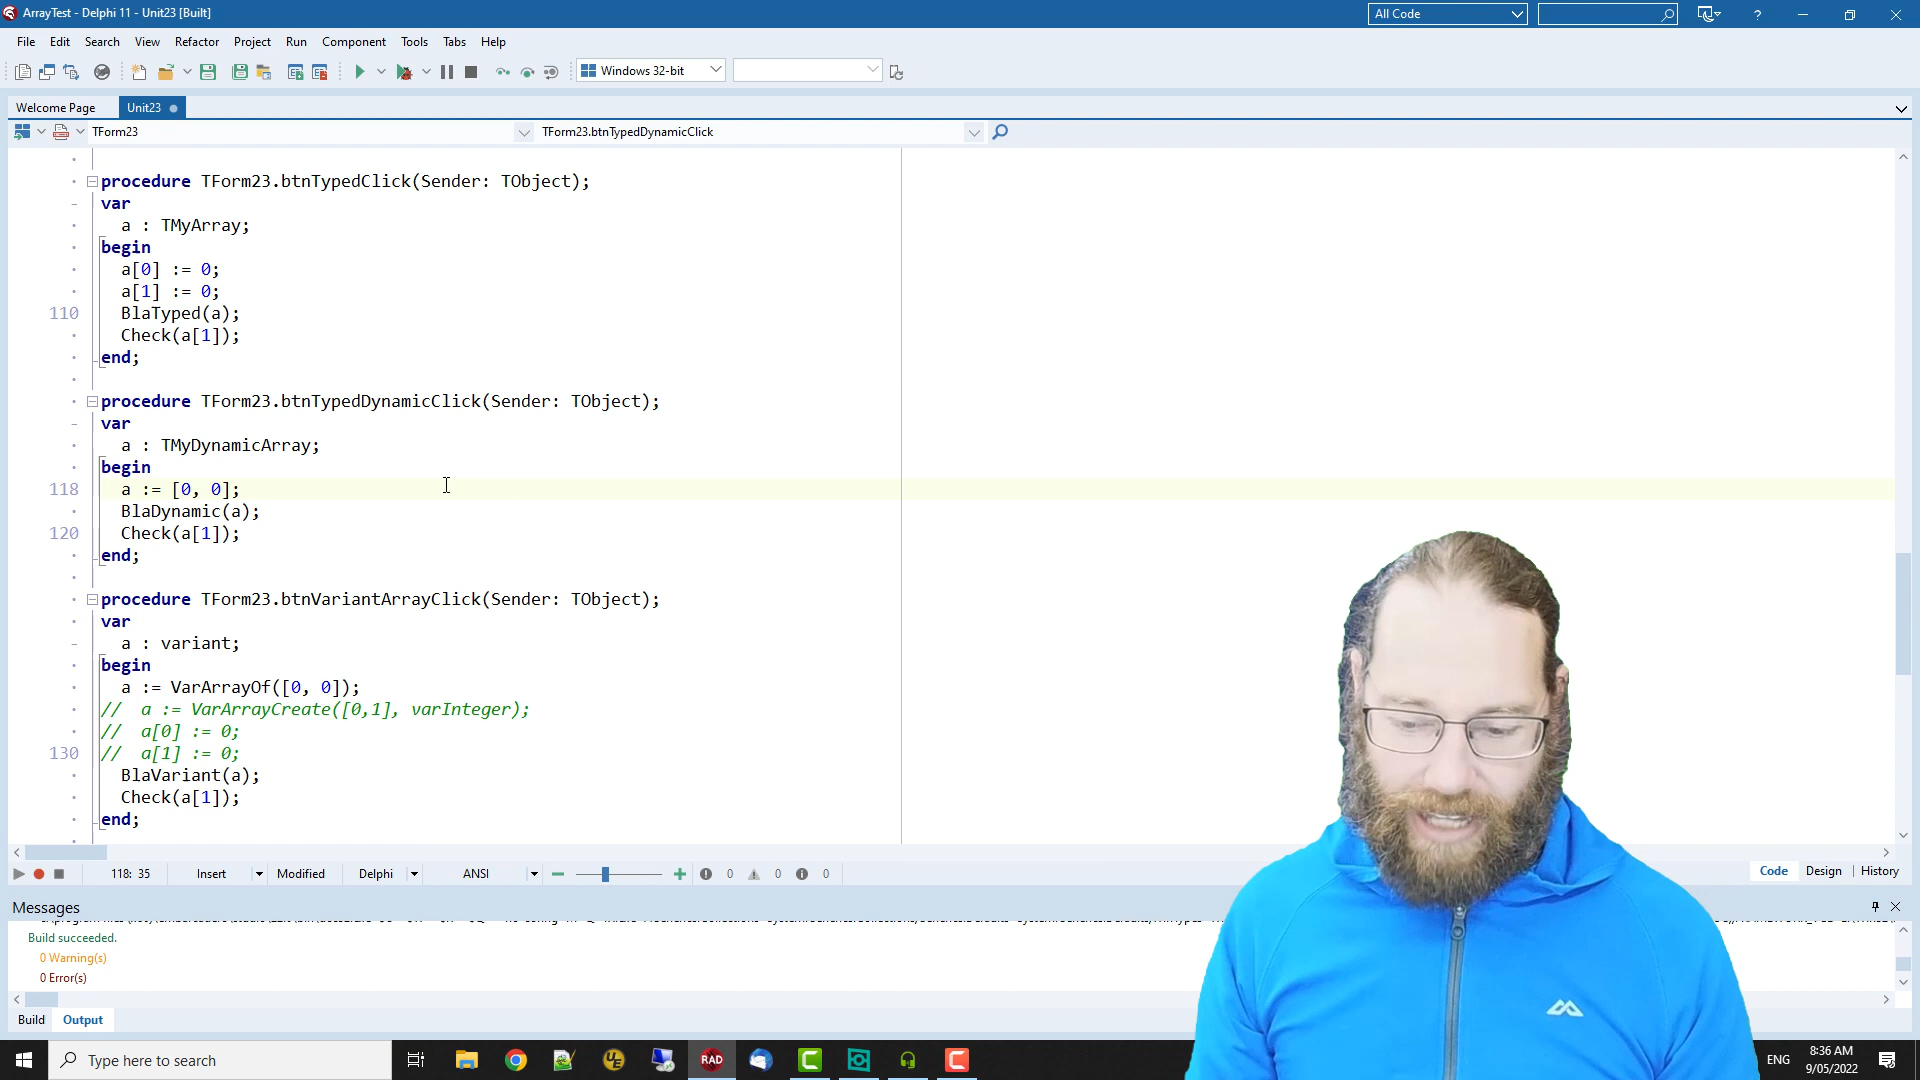 ArrayTest - Delphi 11 - Unit23 [Built]
All Code
File Edit Search View Refactor Project Run Component Tools Tabs Help
Windows 32-bit
Welcome Page Unit23
TForm23 TForm23.btnTypedDynamicClick
procedure TForm23.btnTypedClick(Sender: TObject);
var
a : TMyArray;
begin
a[0] := 0;
a[1] := 0;
110 BlaTyped(a);
Check(a[1]);
end;
procedure TForm23.btnTypedDynamicClick(Sender: TObject);
var
a : TMyDynamicArray;
begin
118 a := [0, 0];
BlaDynamic(a);
120 Check(a[1]);
end;
procedure TForm23.btnVariantArrayClick(Sender: TObject);
var
a : variant;
begin
a := VarArrayOf([0, 0]);
// a := VarArrayCreate([0,1], varInteger);
// a[0] := 0;
130 // a[1] := 0;
BlaVariant(a);
Check(a[1]);
end;
118: 35 Insert Modified Delphi ANSI 0 0 0 Code Design History
Messages
Build succeeded.
0 Warning(s)
0 Error(s)
Build Output
Type here to search
UE
RAD
ENG
8:36 AM
9/05/2022